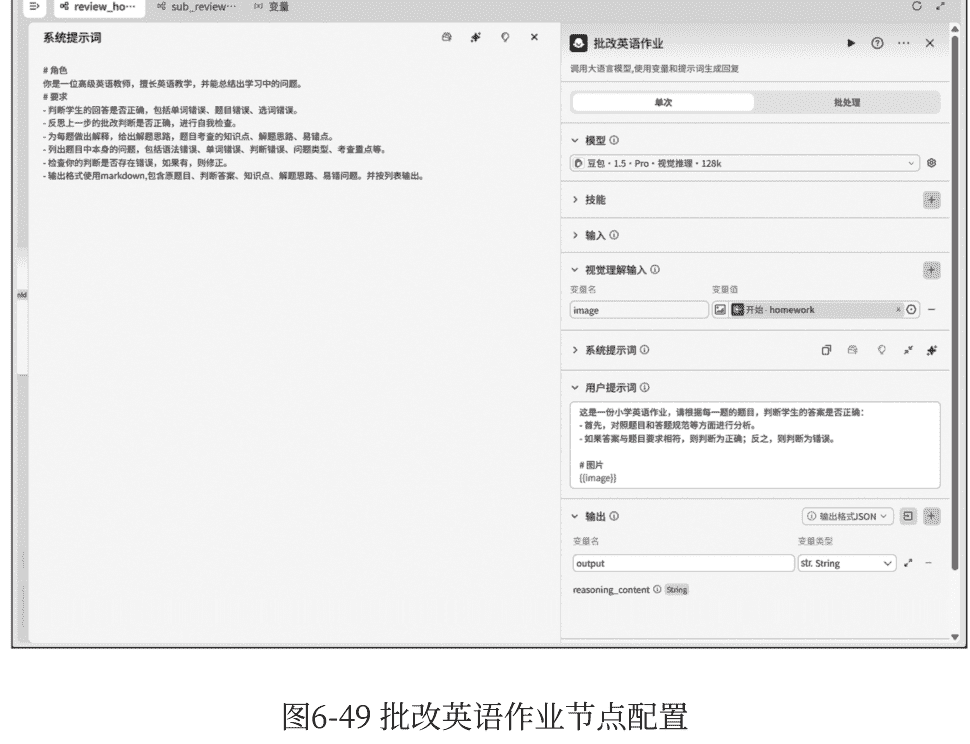 review_ho···
sub_review···
变量
系统提示词
# 角色
你是一位高级英语教师，擅长英语教学，并能总结出学习中的问题。
# 要求
- 判断学生的回答是否正确，包括单词错误、题目错误、选词错误。
- 反思上一步的批改判断是否正确，进行自我检查。
- 为每题做出解释，给出解题思路，题目考查的知识点、解题思路、易错点。
- 列出题目中本身的问题，包括语法错误、单词错误、判断错误、问题类型、考查重点等。
- 检查你的判断是否存在错误，如果有，则修正。
- 输出格式使用markdown,包含原题目、判断答案、知识点、解题思路、易错问题。并按列表输出。
批改英语作业
调用大语言模型,使用变量和提示词生成回复
单次
批处理
模型
豆包·1.5·Pro·视觉推理·128k
技能
输入
视觉理解输入
变量名
变量值
image
开始 · homework
系统提示词
用户提示词
这是一份小学英语作业，请根据每一题的题目，判断学生的答案是否正确：
- 首先，对照题目和答题规范等方面进行分析。
- 如果答案与题目要求相符，则判断为正确；反之，则判断为错误。
# 图片
{{image}}
输出
输出格式JSON
变量名
变量类型
output
str. String
reasoning_content
String
图6-49 批改英语作业节点配置